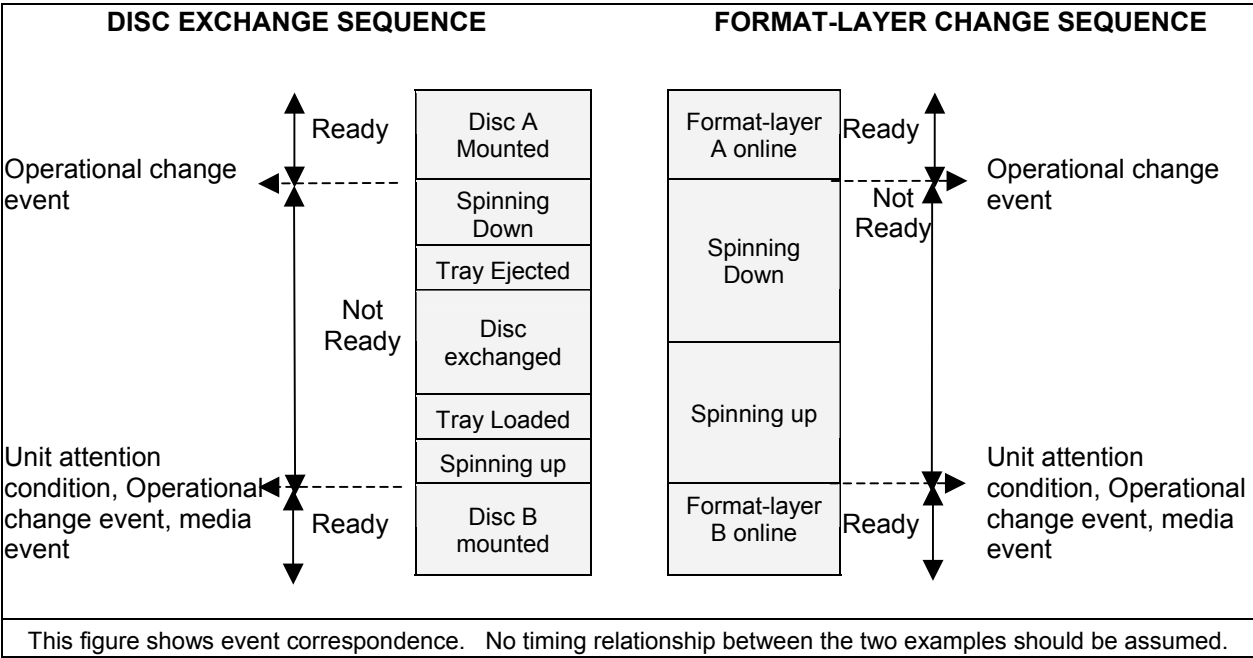 DISC EXCHANGE SEQUENCE
FORMAT-LAYER CHANGE SEQUENCE
Operational change
event
Unit attention
condition, Operational
change event, media
event
Ready
Not
Ready
Ready
Disc A
Mounted
Spinning
Down
Tray Ejected
Disc
exchanged
Tray Loaded
Spinning up
Disc B
mounted
Format-layer
A online
Spinning
Down
Spinning up
Format-layer
B online
Ready
Not
Ready
Ready
Operational change
event
Unit attention
condition, Operational
change event, media
event
This figure shows event correspondence. No timing relationship between the two examples should be assumed.